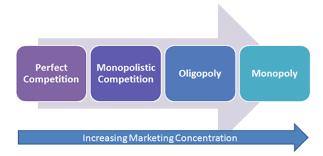 Perfect
Competition
Monopolistic
Competition
Oligopoly
Monopoly
Increasing Marketing Concentration